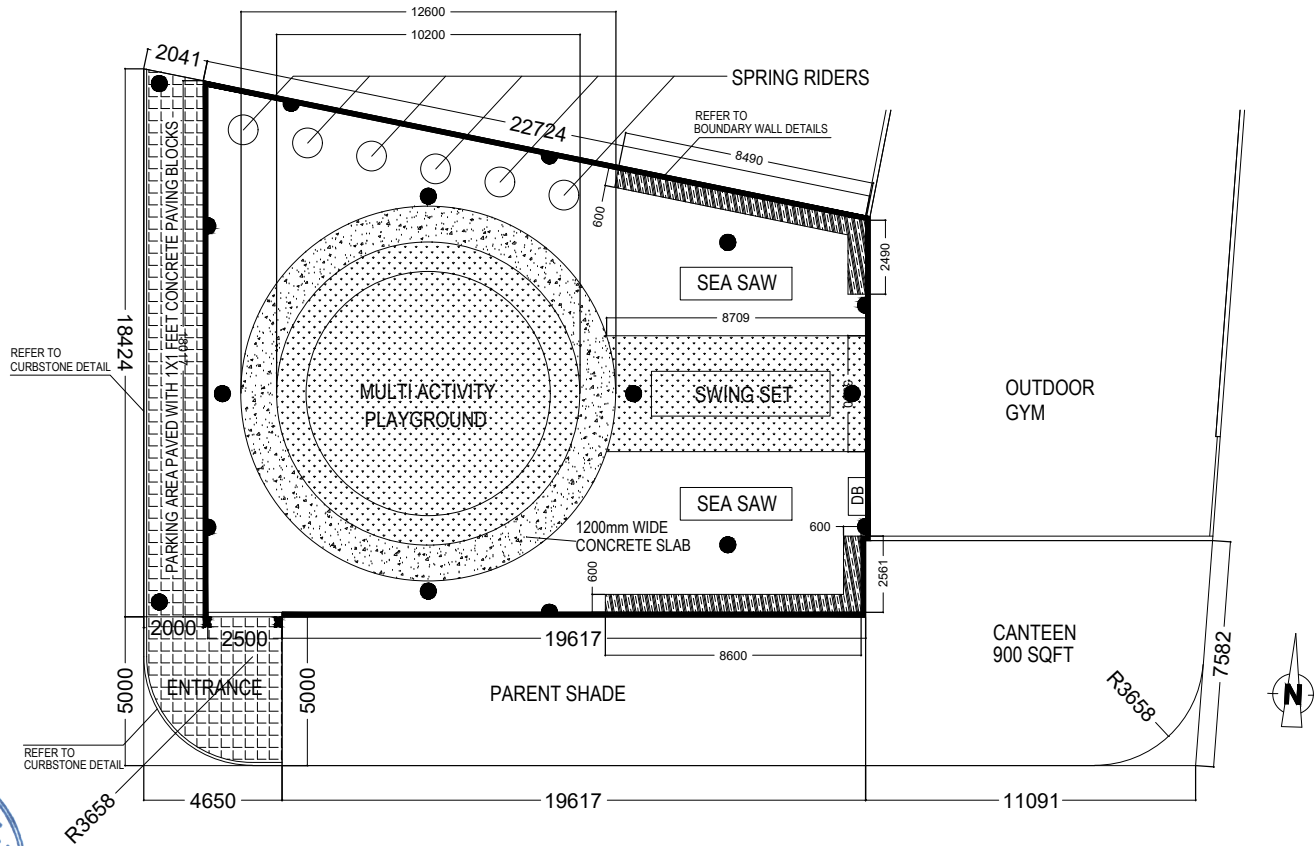 12600
10200
2041
SPRING RIDERS
REFER TO
BOUNDARY WALL DETAILS
22724
8490
600
2490
SEA SAW
8709
PARKING AREA PAVED WITH 1X1 FEET CONCRETE PAVING BLOCKS
18424
REFER TO
CURBSTONE DETAIL
MULTI ACTIVITY
PLAYGROUND
SWING SET
OUTDOOR
GYM
SEA SAW
DB
1200mm WIDE
CONCRETE SLAB
600
600
2561
2000
2500
19617
8600
CANTEEN
900 SQFT
7582
R3658
N
5000
ENTRANCE
5000
PARENT SHADE
REFER TO
CURBSTONE DETAIL
R3658
4650
19617
11091